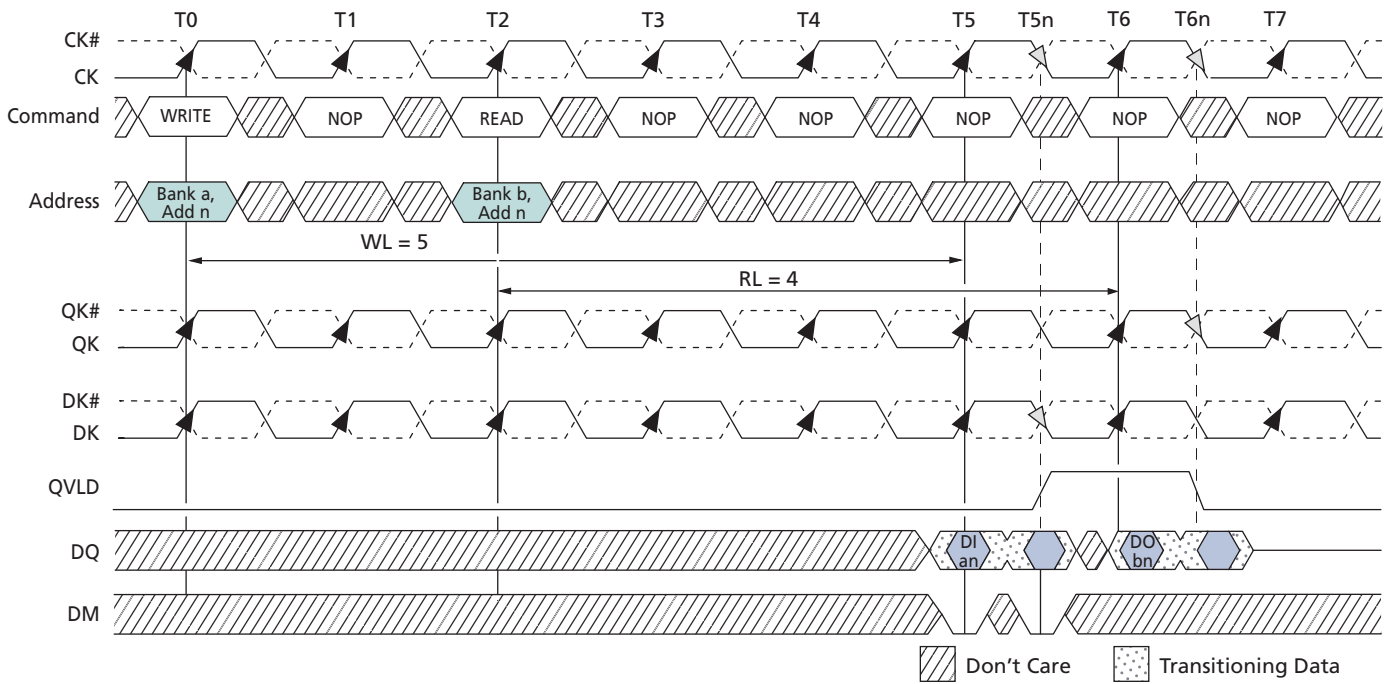 T0 T1 T2 T3 T4 T5 T5n T6 T6n T7
CK#
CK
Command WRITE NOP READ NOP NOP NOP NOP NOP
Address Bank a, Add n Bank b, Add n
WL = 5
RL = 4
QK#
QK
DK#
DK
QVLD
DQ DI an DO bn
DM
Don't Care Transitioning Data